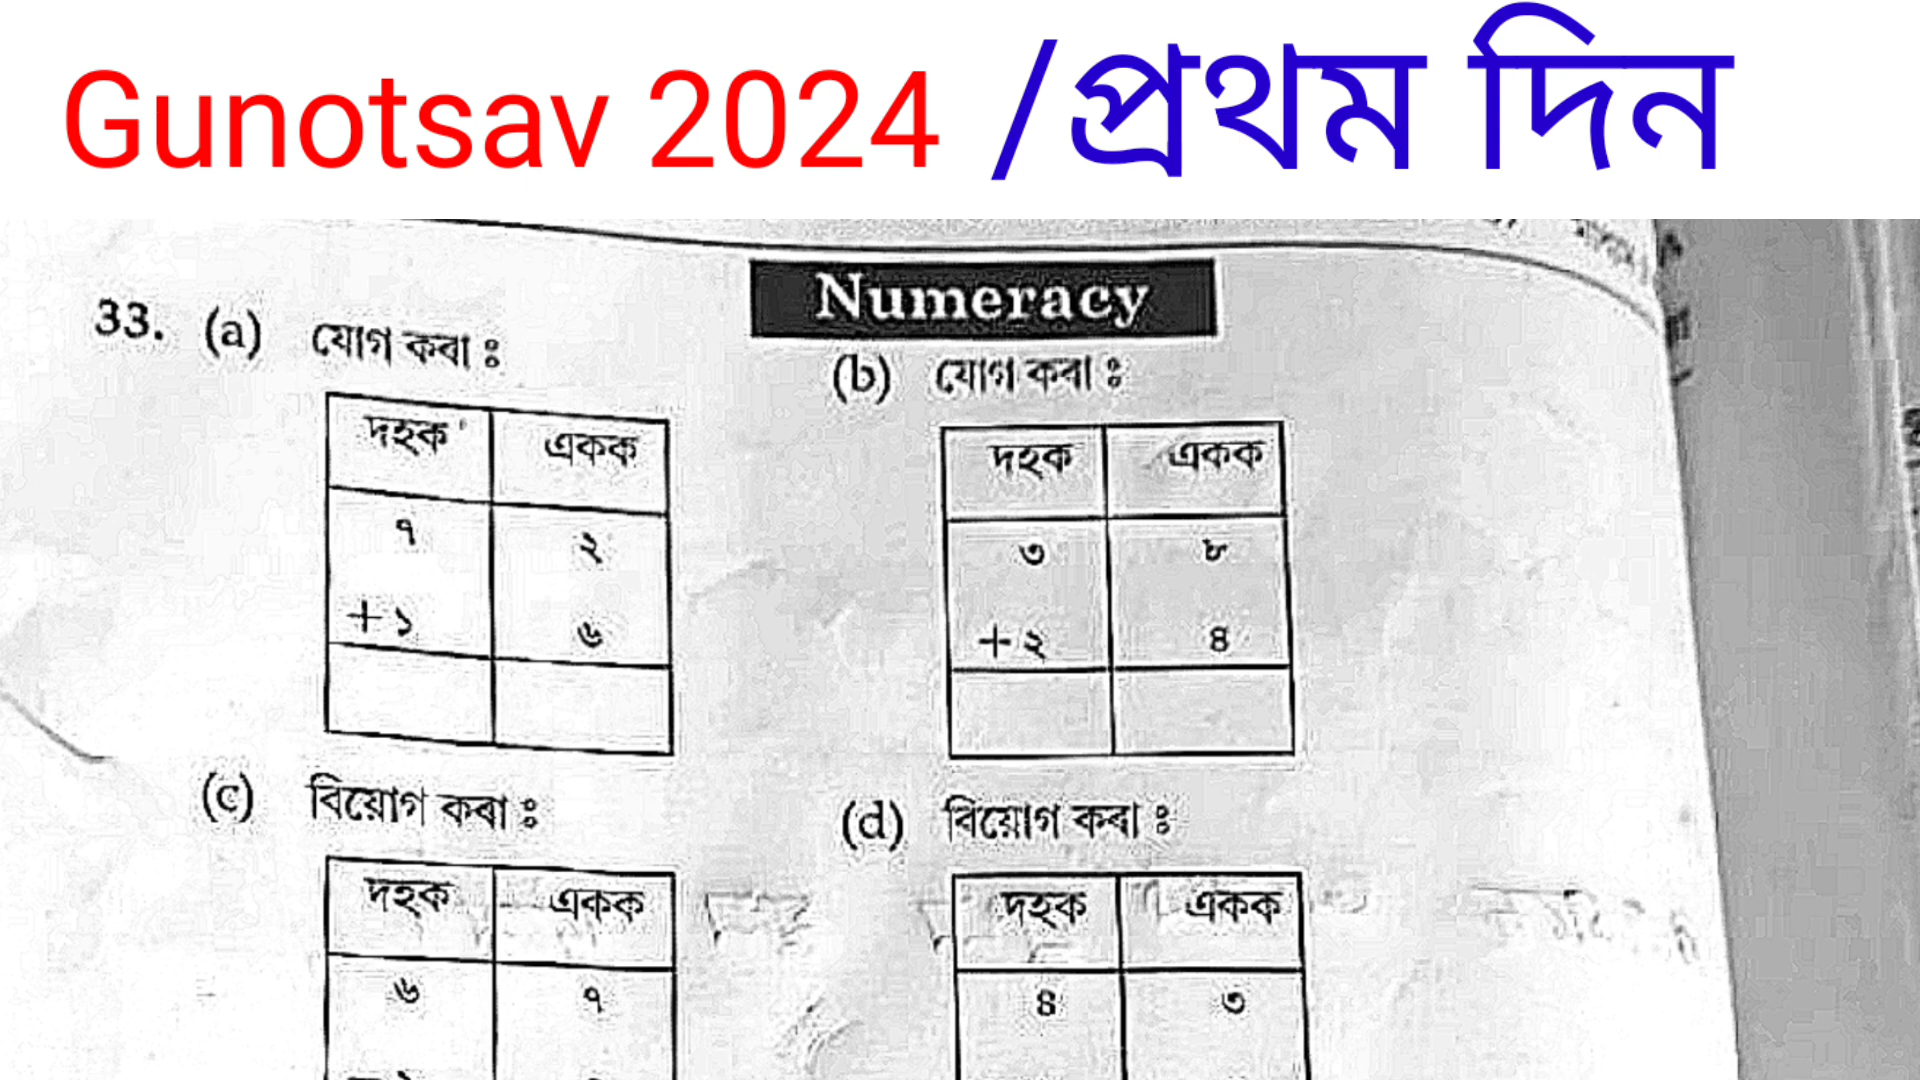 Gunotsav 2024 /প্ৰথম দিন
Numeracy
33. (a) যোগ কৰা ঃ
(b) যোগ কৰা ঃ
দহক একক
৭ ২
+ ১ ৬
দহক একক
৩ ৮
+ ২ ৪
(c) বিয়োগ কৰা ঃ
(d) বিয়োগ কৰা ঃ
দহক একক
৬ ৭
দহক একক
৪ ৩